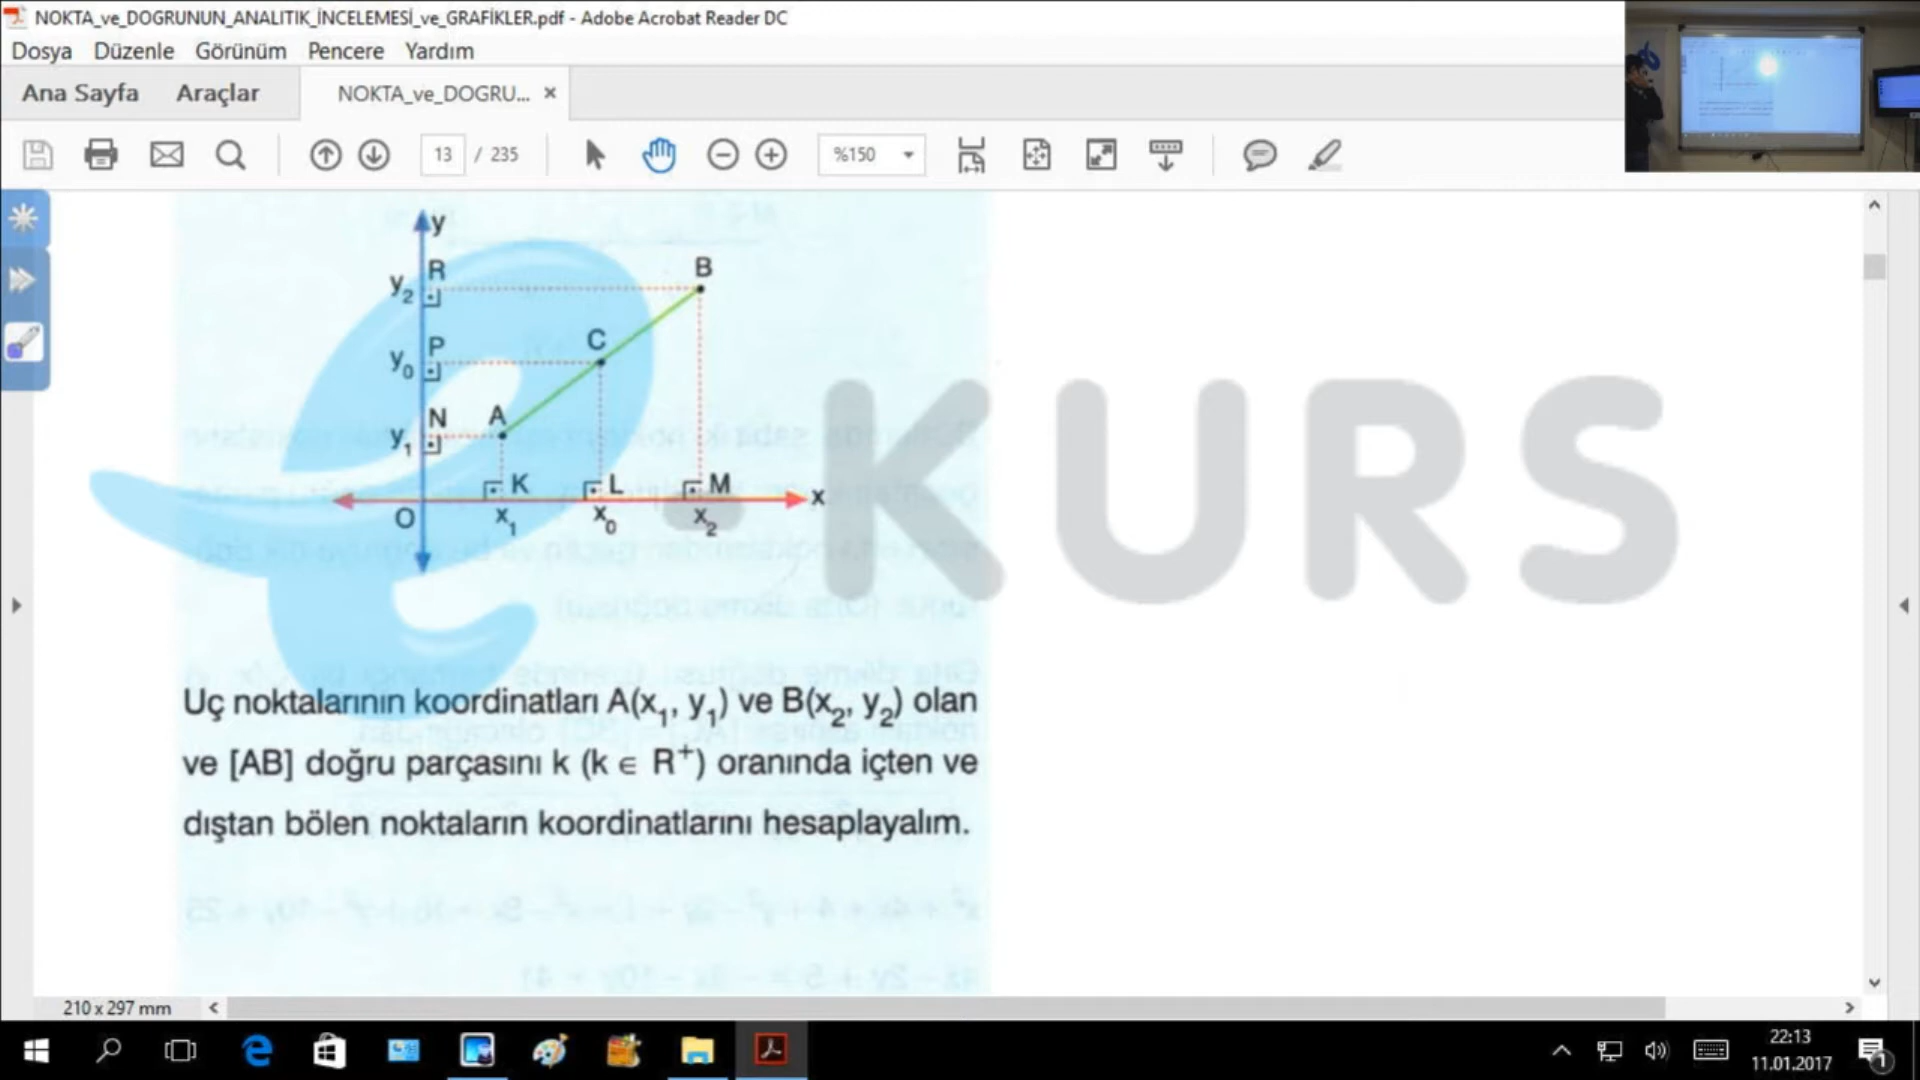 NOKTA_ve_DOGRUNUN_ANALITIK_İNCELEMESİ_ve_GRAFİKLER.pdf - Adobe Acrobat Reader DC
Dosya Düzenle Görünüm Pencere Yardım
Ana Sayfa Araçlar NOKTA_ve_DOGRU... ×
13 / 235 %150
y
y₂ R B
y₀ P C
y₁ N A
K L M x
O x₁ x₀ x₂
KURS
Uç noktalarının koordinatları A(x₁, y₁) ve B(x₂, y₂) olan
ve [AB] doğru parçasını k (k ∈ R⁺) oranında içten ve
dıştan bölen noktaların koordinatlarını hesaplayalım.
210 x 297 mm
22:13
11.01.2017
1